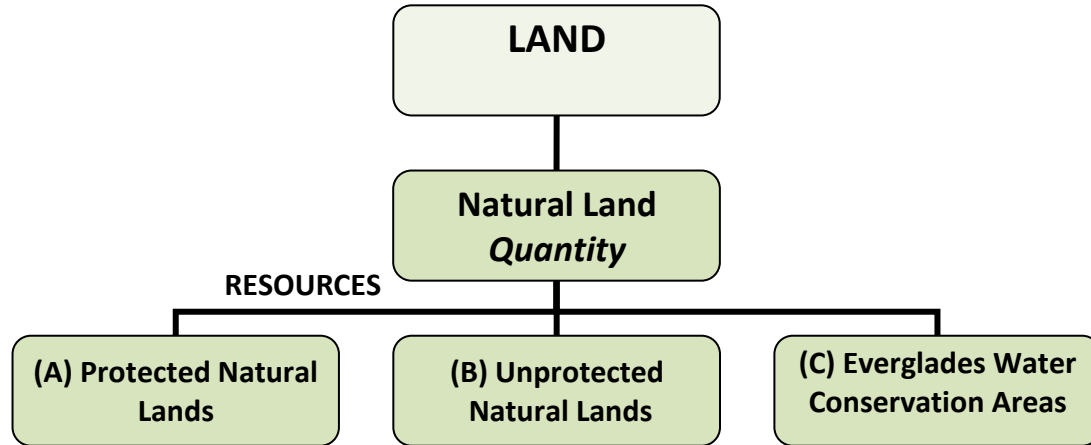 LAND
Natural Land
Quantity
RESOURCES
(A) Protected Natural
Lands
(B) Unprotected
Natural Lands
(C) Everglades Water
Conservation Areas